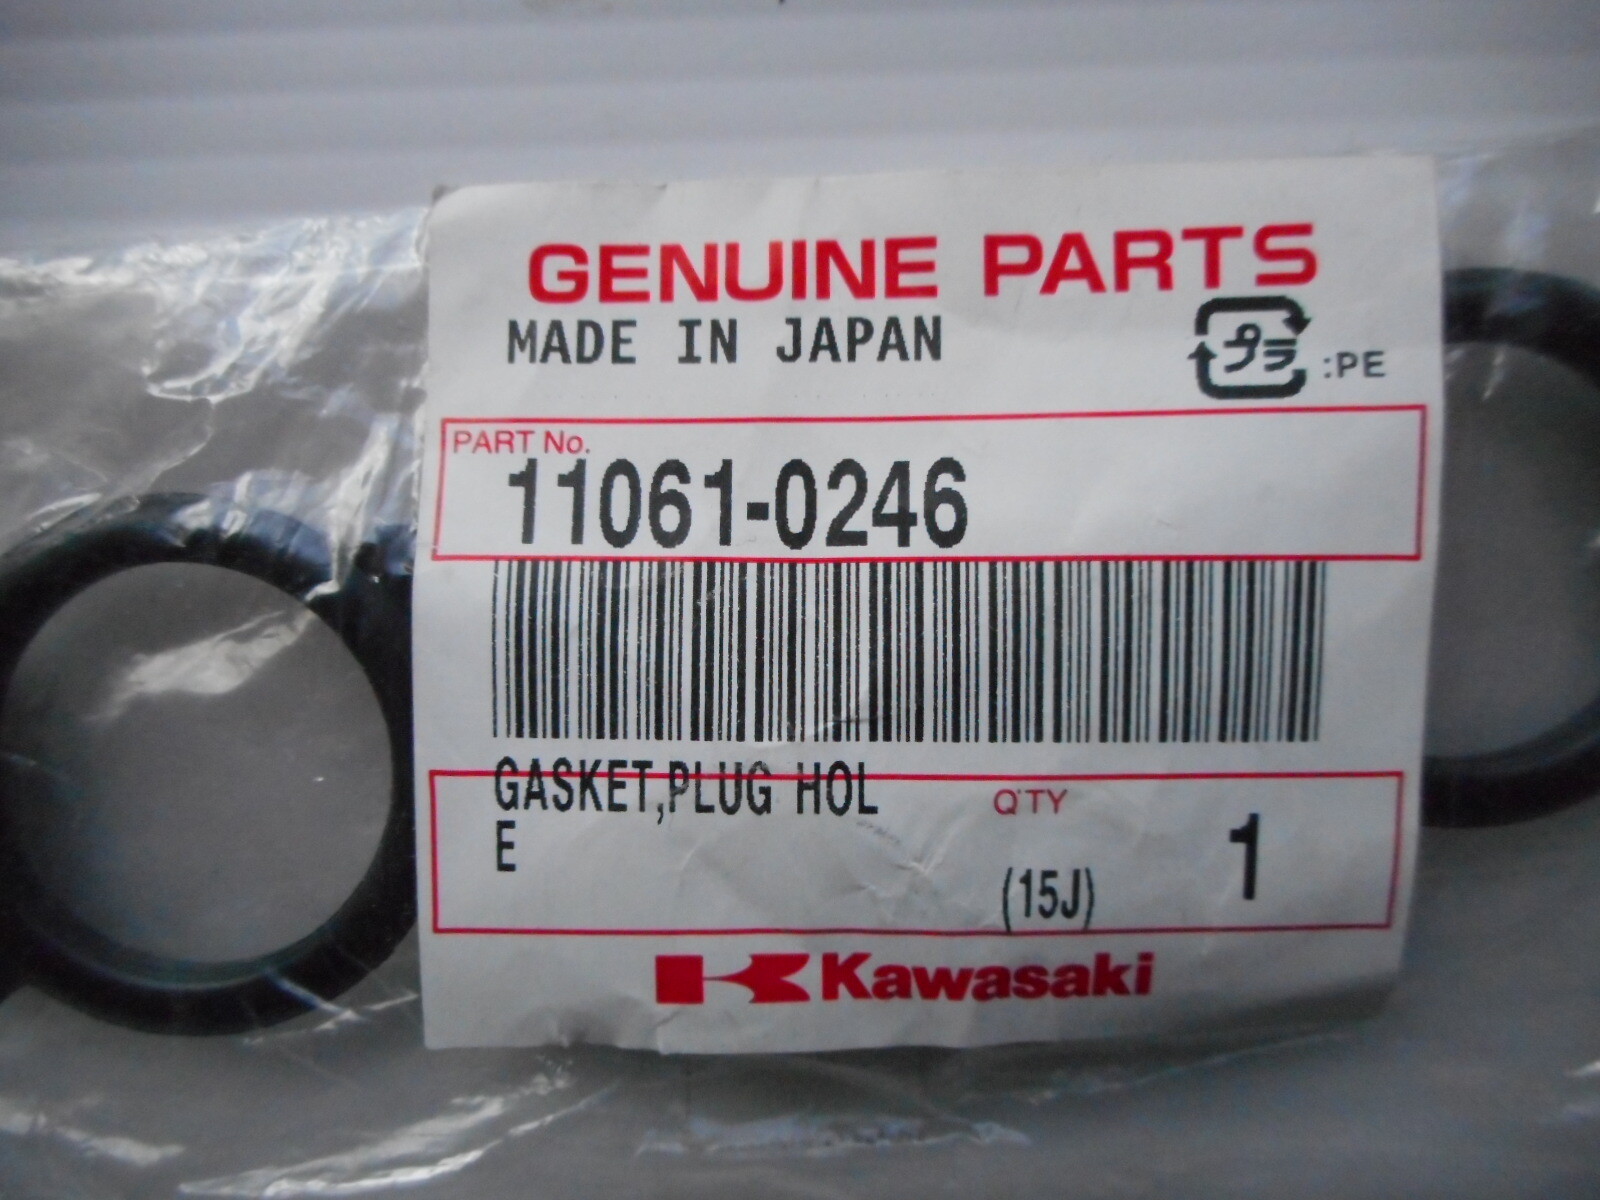 GENUINE PARTS
MADE IN JAPAN
プラ :PE
PART No.
11061-0246
GASKET,PLUG HOL
E
Q'TY
(15J)
1
Kawasaki